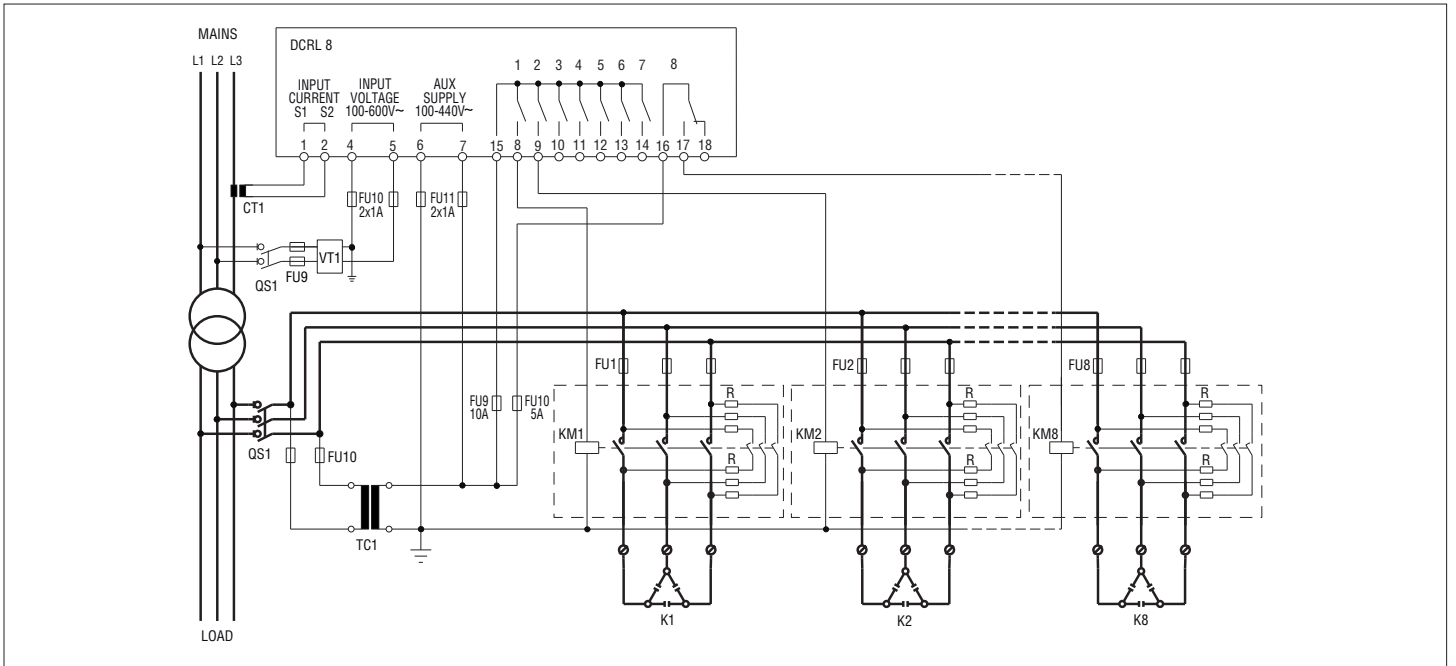 MAINS
L1 L2 L3
DCRL 8
INPUT CURRENT
S1 S2
INPUT VOLTAGE
100-600V~
AUX SUPPLY
100-440V~
1 2 3 4 5 6 7 8
1 2 4 5 6 7 15 8 9 10 11 12 13 14 16 17 18
CT1
FU10
2x1A
FU11
2x1A
VT1
FU9
QS1
FU1
FU2
FU8
FU9
10A
FU10
5A
R
R
R
KM1
KM2
KM8
QS1
FU10
R
R
R
TC1
K1
K2
K8
LOAD